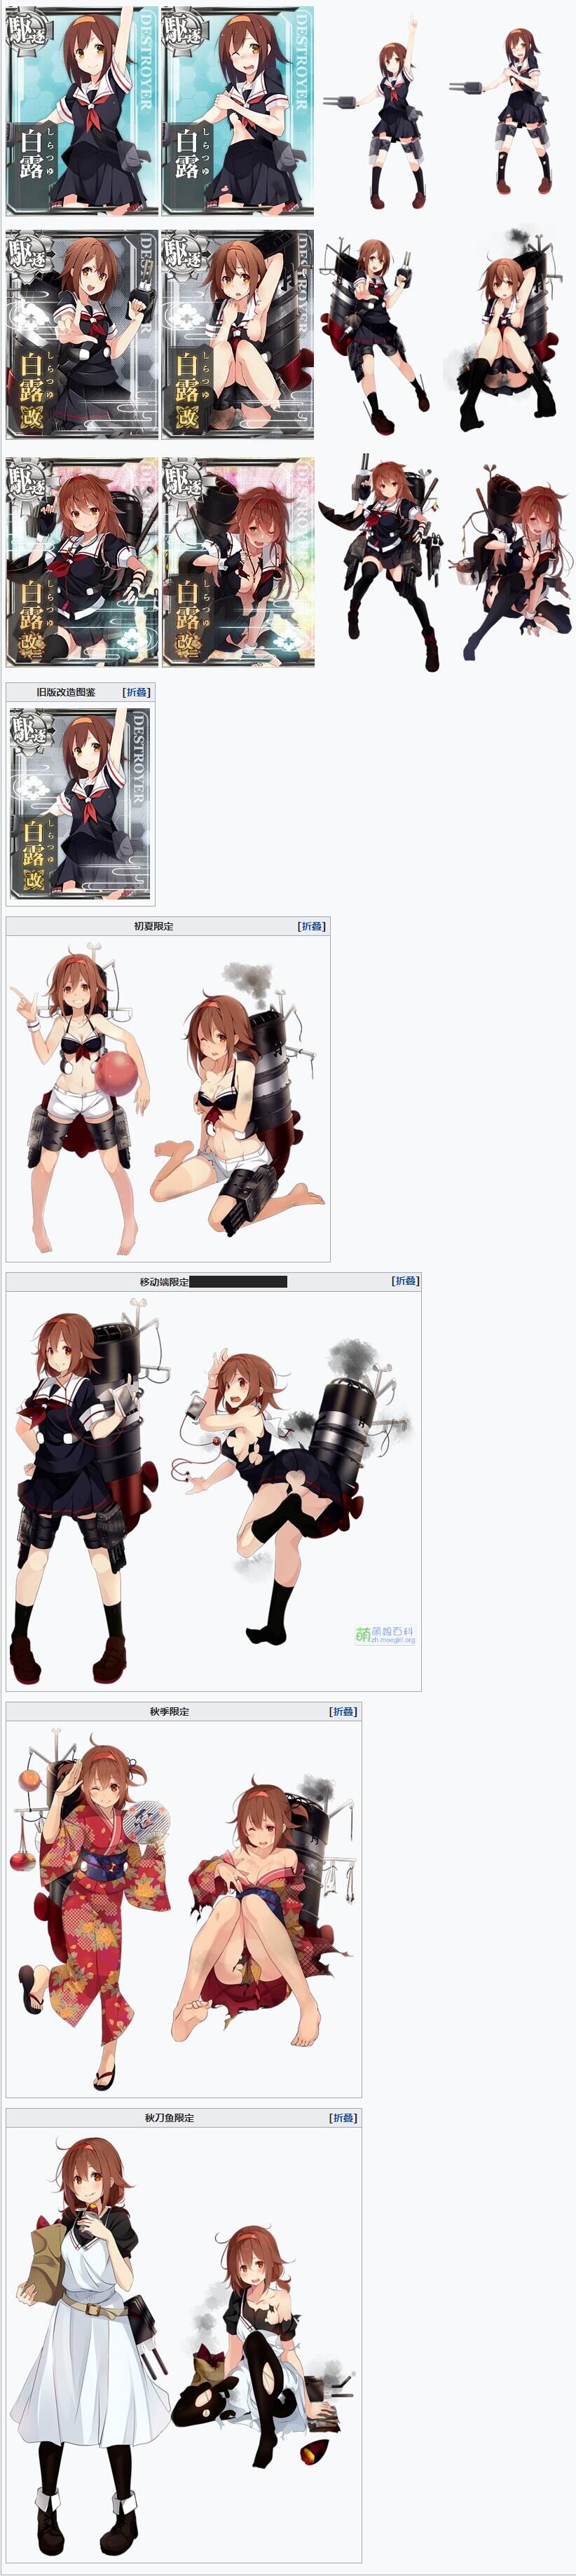 駆逐
DESTROYER
しらつゆ
白露
駆逐
DESTROYER
しらつゆ
白露
駆逐
DESTROYER
しらつゆ
白露
改
駆逐
DESTROYER
しらつゆ
白露
改
駆逐
しらつゆ
白露
改二
駆逐
DESTROYER
しらつゆ
白露
改二
旧版改造图鉴 [折叠]
駆逐
DESTROYER
しらつゆ
白露
改
初夏限定 [折叠]
移动端限定 [折叠]
萌娘百科
zh.moegirl.org
秋季限定 [折叠]
秋刀鱼限定 [折叠]